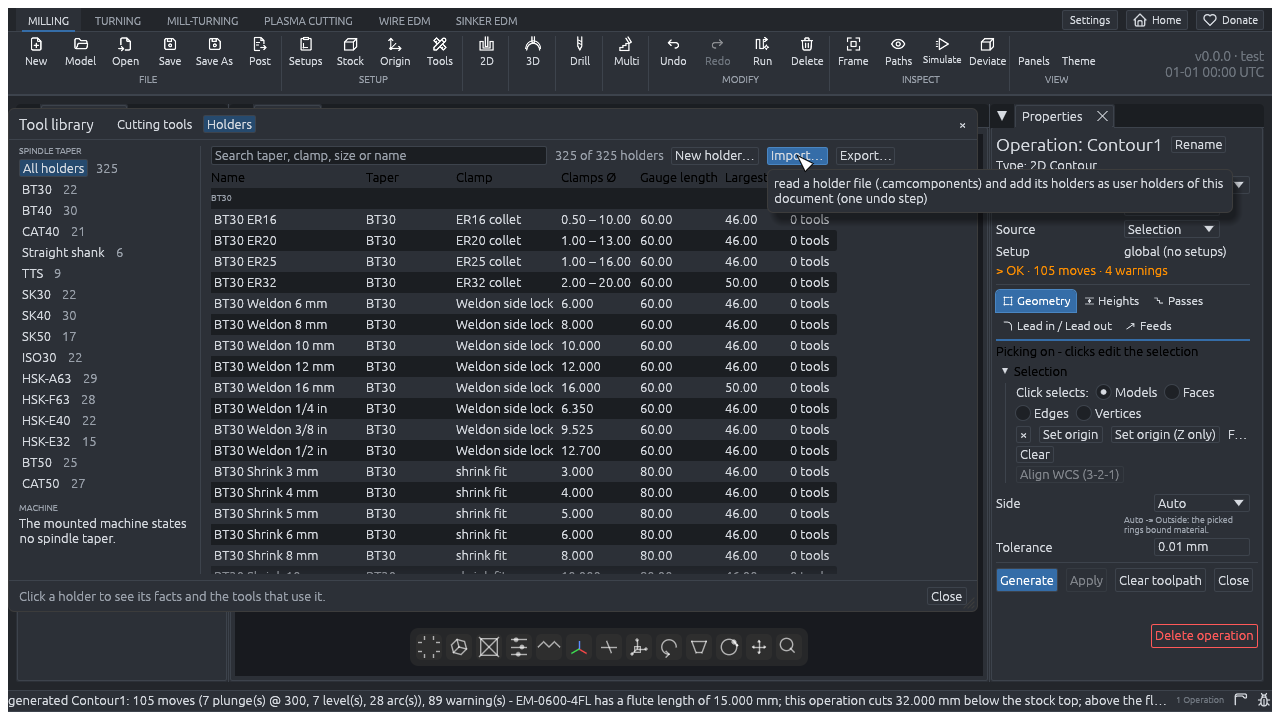 MILLING TURNING MILL-TURNING PLASMA CUTTING WIRE EDM SINKER EDM Settings Home Donate
New Model Open Save Save As Post Setups Stock Origin Tools 2D 3D Drill Multi Undo Redo Run Delete Frame Paths Simulate Deviate Panels Theme
FILE SETUP MODIFY INSPECT VIEW
v0.0.0 · test
01-01 00:00 UTC
Tool library Cutting tools Holders ×
SPINDLE TAPER
All holders 325
BT30 22
BT40 30
CAT40 21
Straight shank 6
TTS 9
SK30 22
SK40 30
SK50 17
ISO30 22
HSK-A63 29
HSK-F63 28
HSK-E40 22
HSK-E32 15
BT50 25
CAT50 27
MACHINE
The mounted machine states
no spindle taper.
Search taper, clamp, size or name 325 of 325 holders New holder... Import... Export...
Name Taper Clamp Clamps Ø Gauge length Largest
read a holder file (.camcomponents) and add its holders as user holders of this
document (one undo step)
BT30
BT30 ER16 BT30 ER16 collet 0.50 – 10.00 60.00 46.00 0 tools
BT30 ER20 BT30 ER20 collet 1.00 – 13.00 60.00 46.00 0 tools
BT30 ER25 BT30 ER25 collet 1.00 – 16.00 60.00 46.00 0 tools
BT30 ER32 BT30 ER32 collet 2.00 – 20.00 60.00 50.00 0 tools
BT30 Weldon 6 mm BT30 Weldon side lock 6.000 60.00 46.00 0 tools
BT30 Weldon 8 mm BT30 Weldon side lock 8.000 60.00 46.00 0 tools
BT30 Weldon 10 mm BT30 Weldon side lock 10.000 60.00 46.00 0 tools
BT30 Weldon 12 mm BT30 Weldon side lock 12.000 60.00 46.00 0 tools
BT30 Weldon 16 mm BT30 Weldon side lock 16.000 60.00 50.00 0 tools
BT30 Weldon 1/4 in BT30 Weldon side lock 6.350 60.00 46.00 0 tools
BT30 Weldon 3/8 in BT30 Weldon side lock 9.525 60.00 46.00 0 tools
BT30 Weldon 1/2 in BT30 Weldon side lock 12.700 60.00 46.00 0 tools
BT30 Shrink 3 mm BT30 shrink fit 3.000 80.00 46.00 0 tools
BT30 Shrink 4 mm BT30 shrink fit 4.000 80.00 46.00 0 tools
BT30 Shrink 5 mm BT30 shrink fit 5.000 80.00 46.00 0 tools
BT30 Shrink 6 mm BT30 shrink fit 6.000 80.00 46.00 0 tools
BT30 Shrink 8 mm BT30 shrink fit 8.000 80.00 46.00 0 tools
Click a holder to see its facts and the tools that use it. Close
Properties
Operation: Contour1 Rename
Type: 2D Contour
Source Selection
Setup global (no setups)
> OK · 105 moves · 4 warnings
Geometry Heights Passes
Lead in / Lead out Feeds
Picking on - clicks edit the selection
Selection
Click selects: Models Faces
Edges Vertices
× Set origin Set origin (Z only) F...
Clear
Align WCS (3-2-1)
Side Auto
Auto -> Outside: the picked
rings bound material.
Tolerance 0.01 mm
Generate Apply Clear toolpath Close
Delete operation
generated Contour1: 105 moves (7 plunge(s) @ 300, 7 level(s), 28 arc(s)), 89 warning(s) - EM-0600-4FL has a flute length of 15.000 mm; this operation cuts 32.000 mm below the stock top; above the fl... 1 Operation